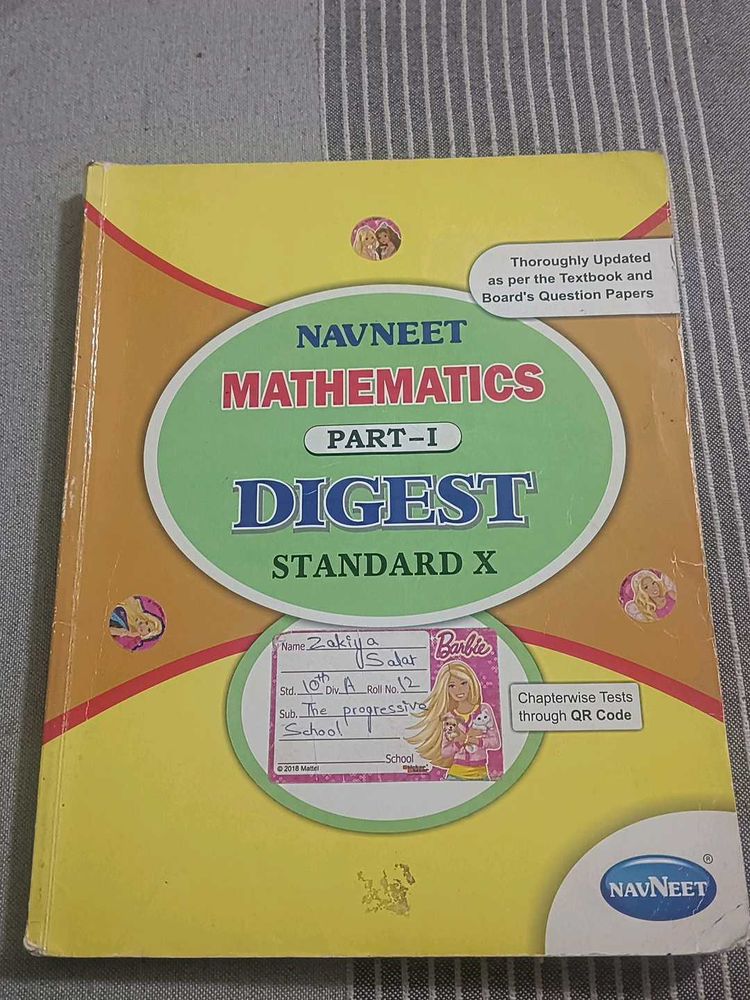 Thoroughly Updated
as per the Textbook and
Board's Question Papers
NAVNEET
MATHEMATICS
PART-I
DIGEST
STANDARD X
Name Zakiya
Salat
Barbie
Std. 10th Div. A Roll No. 12
Sub. The progressive
School
School
© 2018 Mattel
Chapterwise Tests
through QR Code
NAVNEET ®